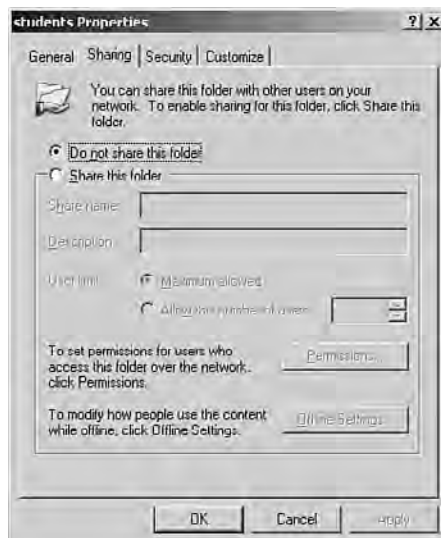 students Properties
General Sharing Security Customize
You can share this folder with other users on your
network. To enable sharing for this folder, click Share this
folder.
Do not share this folder
Share this folder
Share name:
Description:
User limit:
Maximum allowed
Allow this number of users:
To set permissions for users who
access this folder over the network,
click Permissions.
Permissions
To modify how people use the content
while offline, click Offline Settings.
Offline Settings
OK Cancel Apply